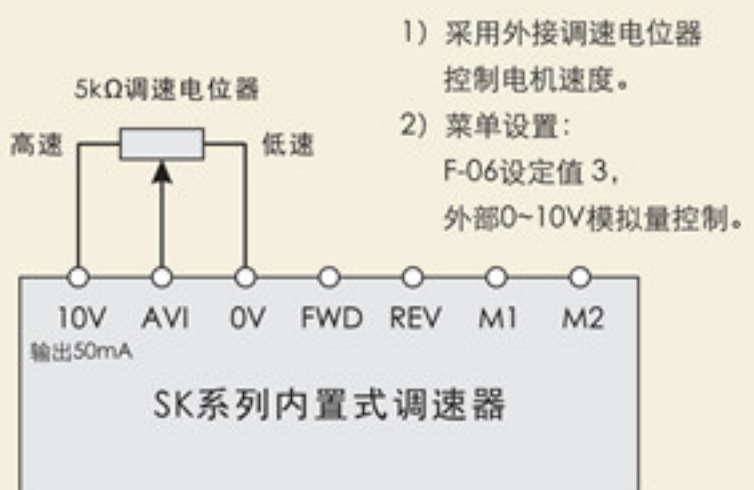 1）采用外接调速电位器
控制电机速度。
2）菜单设置：
F-06设定值 3，
外部0~10V模拟量控制。
5kΩ调速电位器
高速
低速
10V AVI 0V FWD REV M1 M2
输出50mA
SK系列内置式调速器